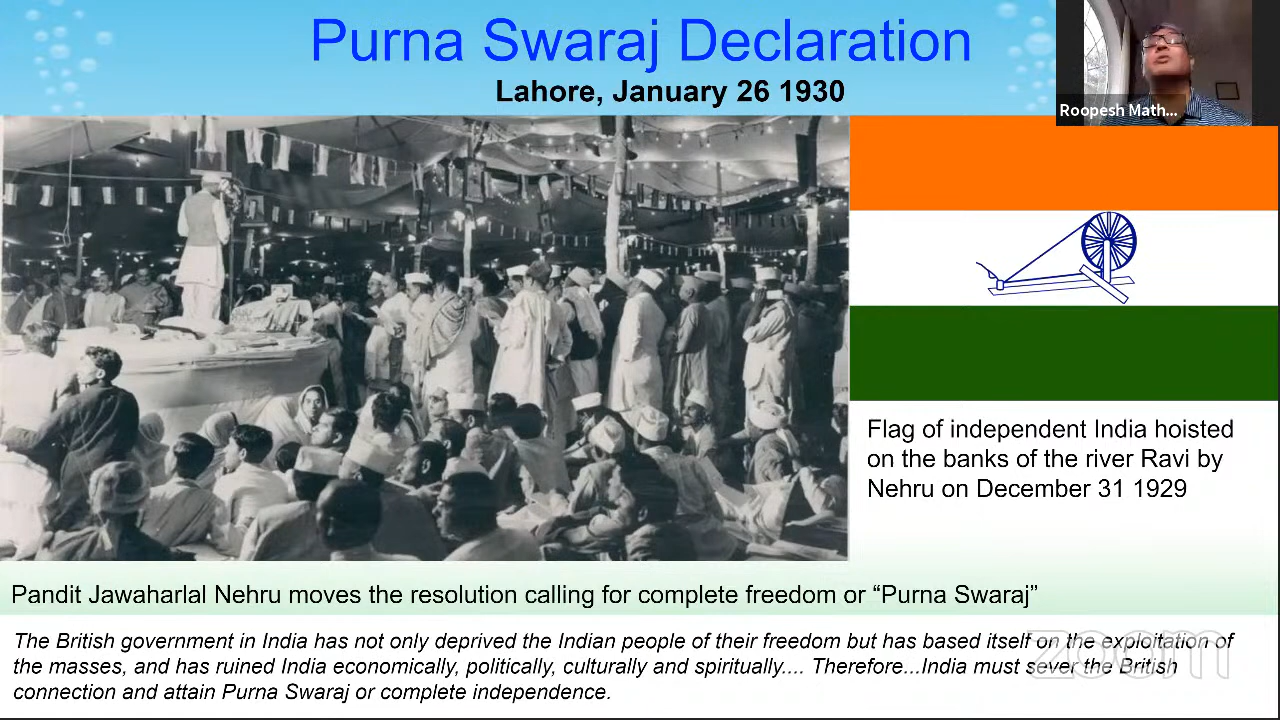 Purna Swaraj Declaration
Lahore, January 26 1930
Roopesh Math...
Flag of independent India hoisted
on the banks of the river Ravi by
Nehru on December 31 1929
Pandit Jawaharlal Nehru moves the resolution calling for complete freedom or “Purna Swaraj”
The British government in India has not only deprived the Indian people of their freedom but has based itself on the exploitation of
the masses, and has ruined India economically, politically, culturally and spiritually.... Therefore...India must sever the British
connection and attain Purna Swaraj or complete independence.
zoom